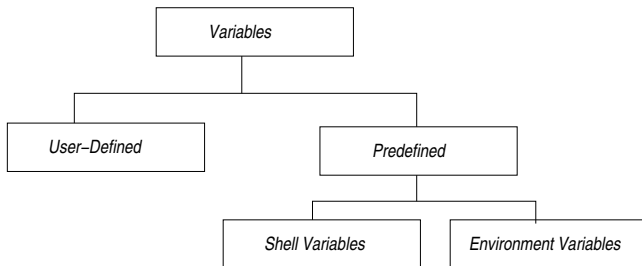 Variables
User–Defined
Predefined
Shell Variables
Environment Variables